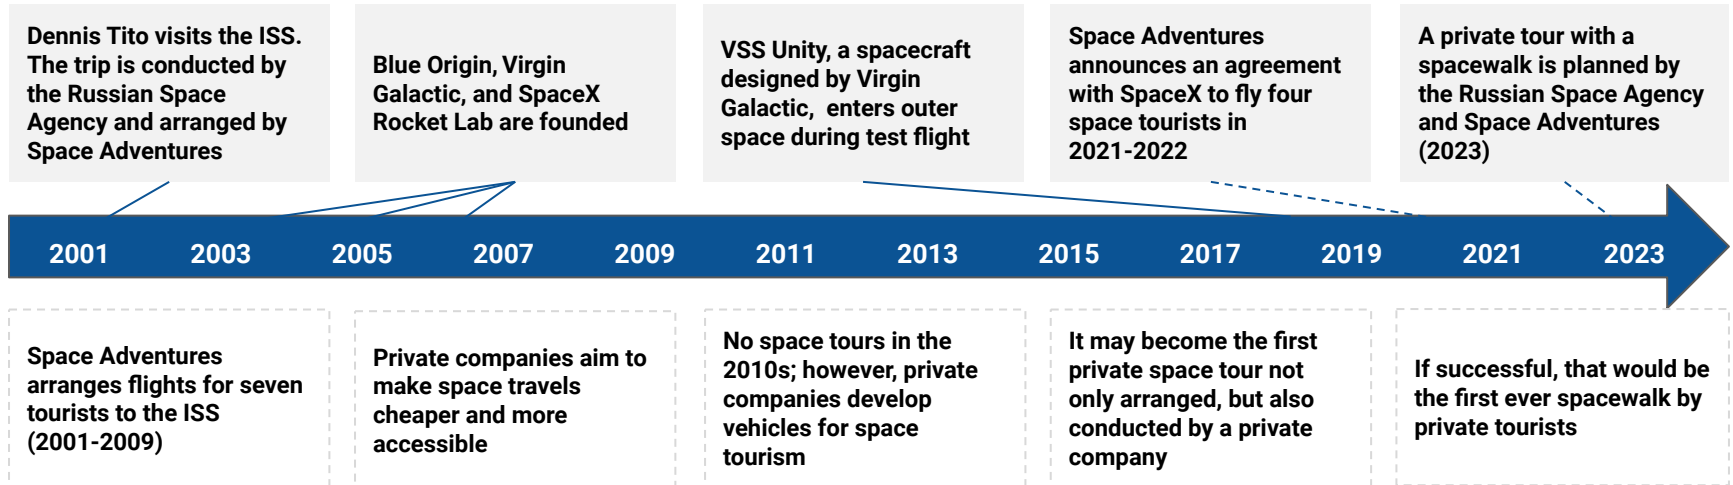 Dennis Tito visits the ISS.
The trip is conducted by
the Russian Space
Agency and arranged by
Space Adventures
Blue Origin, Virgin
Galactic, and SpaceX
Rocket Lab are founded
VSS Unity, a spacecraft
designed by Virgin
Galactic,  enters outer
space during test flight
Space Adventures
announces an agreement
with SpaceX to fly four
space tourists in
2021-2022
A private tour with a
spacewalk is planned by
the Russian Space Agency
and Space Adventures
(2023)
2001 2003 2005 2007 2009 2011 2013 2015 2017 2019 2021 2023
Space Adventures
arranges flights for seven
tourists to the ISS
(2001-2009)
Private companies aim to
make space travels
cheaper and more
accessible
No space tours in the
2010s; however, private
companies develop
vehicles for space
tourism
It may become the first
private space tour not
only arranged, but also
conducted by a private
company
If successful, that would be
the first ever spacewalk by
private tourists